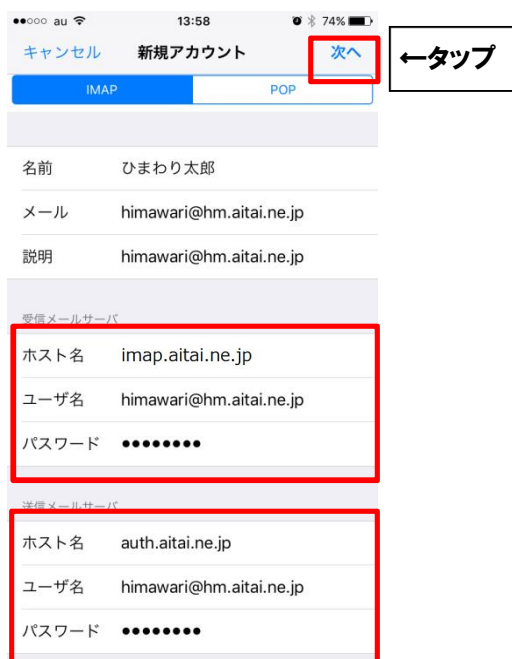 au 13:58 74%
キャンセル 新規アカウント 次へ
←タップ
IMAP POP
名前 ひまわり太郎
メール himawari@hm.aitai.ne.jp
説明 himawari@hm.aitai.ne.jp
受信メールサーバ
ホスト名 imap.aitai.ne.jp
ユーザ名 himawari@hm.aitai.ne.jp
パスワード ●●●●●●●●
送信メールサーバ
ホスト名 auth.aitai.ne.jp
ユーザ名 himawari@hm.aitai.ne.jp
パスワード ●●●●●●●●